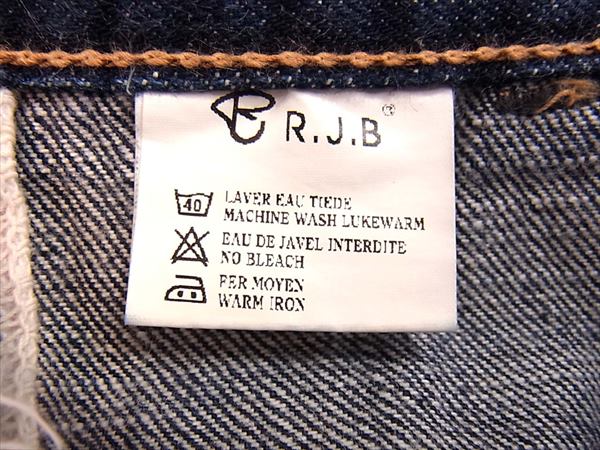 R.J.B ®
40 LAVER EAU TIEDE
MACHINE WASH LUKEWARM
EAU DE JAVEL INTERDITE
NO BLEACH
FER MOYEN
WARM IRON